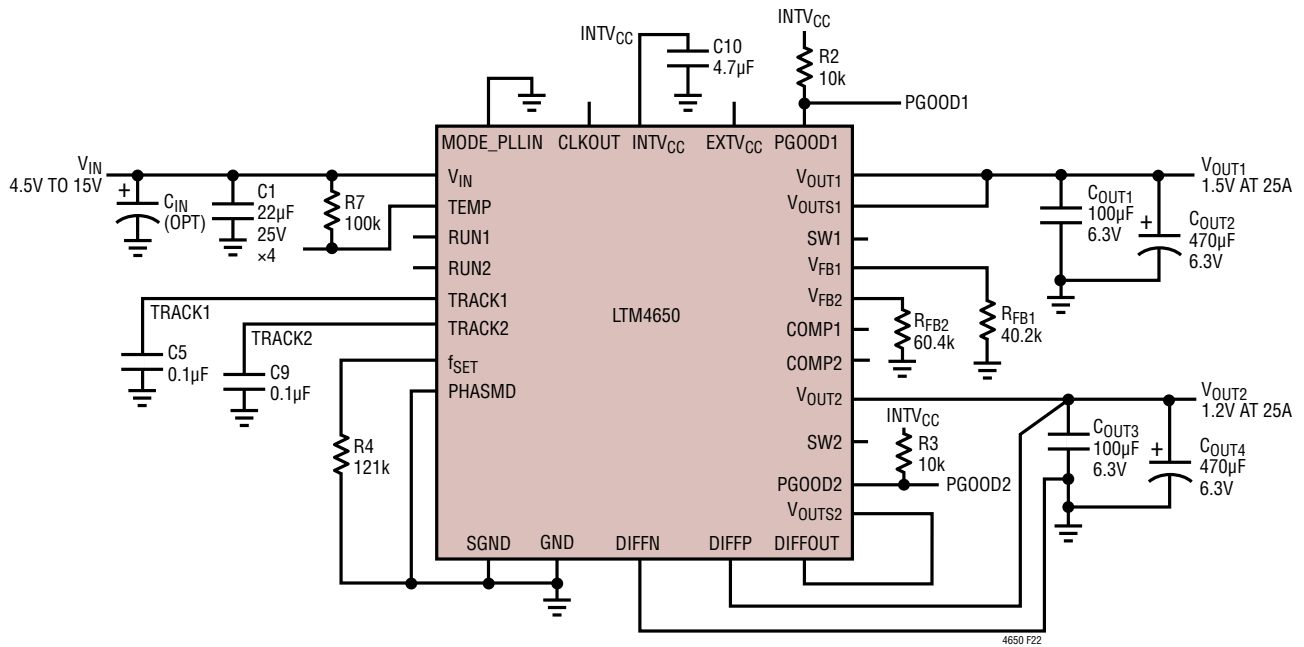 INTVCC
INTVCC
C10
4.7µF
R2
10k
PGOOD1
MODE_PLLIN
CLKOUT
INTVCC
EXTVCC
PGOOD1
VIN
4.5V TO 15V
+
CIN
(OPT)
C1
22µF
25V
×4
R7
100k
VIN
TEMP
RUN1
RUN2
TRACK1
TRACK2
fSET
PHASMD
TRACK1
C5
0.1µF
TRACK2
C9
0.1µF
R4
121k
LTM4650
VOUT1
VOUTS1
SW1
VFB1
VFB2
COMP1
COMP2
VOUT2
SW2
PGOOD2
VOUTS2
VOUT1
1.5V AT 25A
COUT1
100µF
6.3V
+
COUT2
470µF
6.3V
RFB2
60.4k
RFB1
40.2k
VOUT2
1.2V AT 25A
INTVCC
R3
10k
PGOOD2
COUT3
100µF
6.3V
+
COUT4
470µF
6.3V
SGND
GND
DIFFN
DIFFP
DIFFOUT
4650 F22